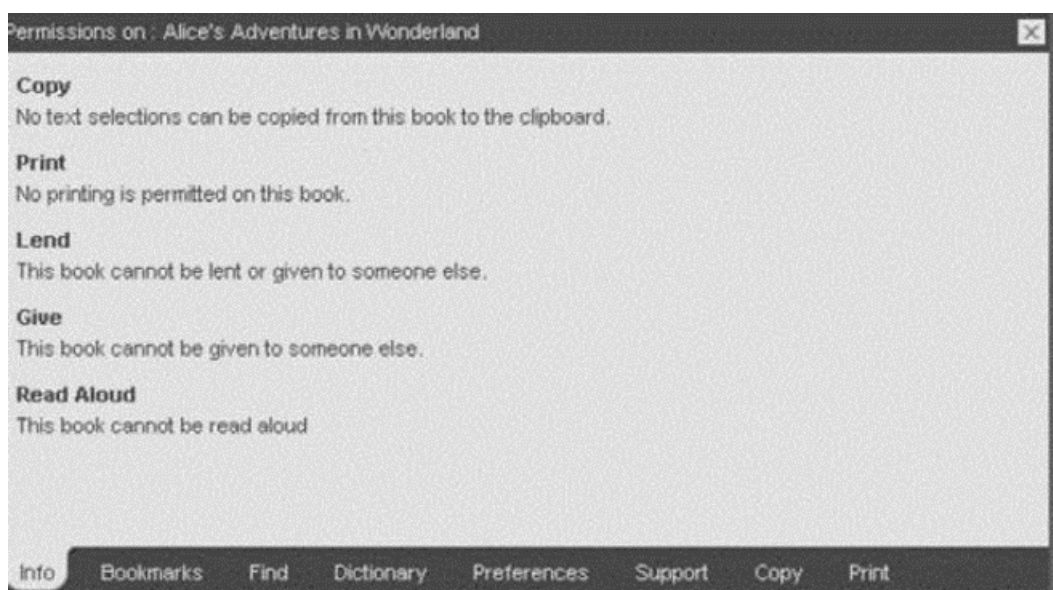 Permissions on : Alice's Adventures in Wonderland
Copy
No text selections can be copied from this book to the clipboard.
Print
No printing is permitted on this book.
Lend
This book cannot be lent or given to someone else.
Give
This book cannot be given to someone else.
Read Aloud
This book cannot be read aloud
Info Bookmarks Find Dictionary Preferences Support Copy Print